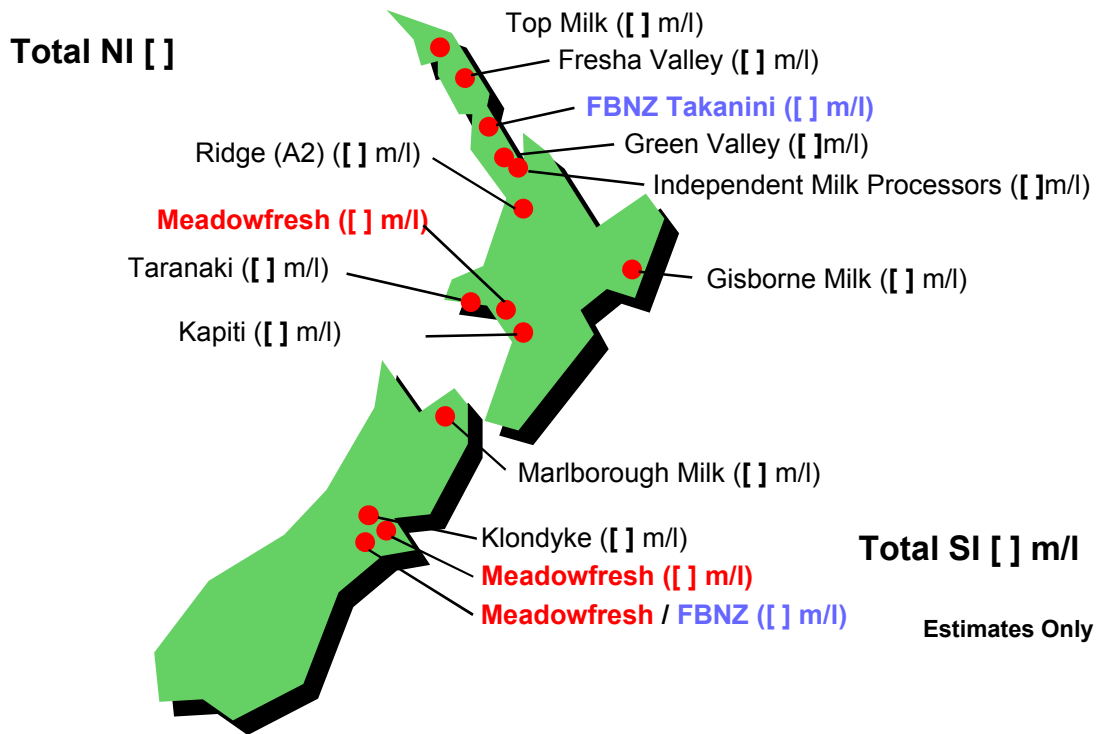 Total NI [ ]
Top Milk ([ ] m/l)
Fresha Valley ([ ] m/l)
FBNZ Takanini ([ ] m/l)
Green Valley ([ ]m/l)
Ridge (A2) ([ ] m/l)
Independent Milk Processors ([ ]m/l)
Meadowfresh ([ ] m/l)
Taranaki ([ ] m/l)
Gisborne Milk ([ ] m/l)
Kapiti ([ ] m/l)
Marlborough Milk ([ ] m/l)
Klondyke ([ ] m/l)
Total SI [ ] m/l
Meadowfresh ([ ] m/l)
Meadowfresh / FBNZ ([ ] m/l)
Estimates Only